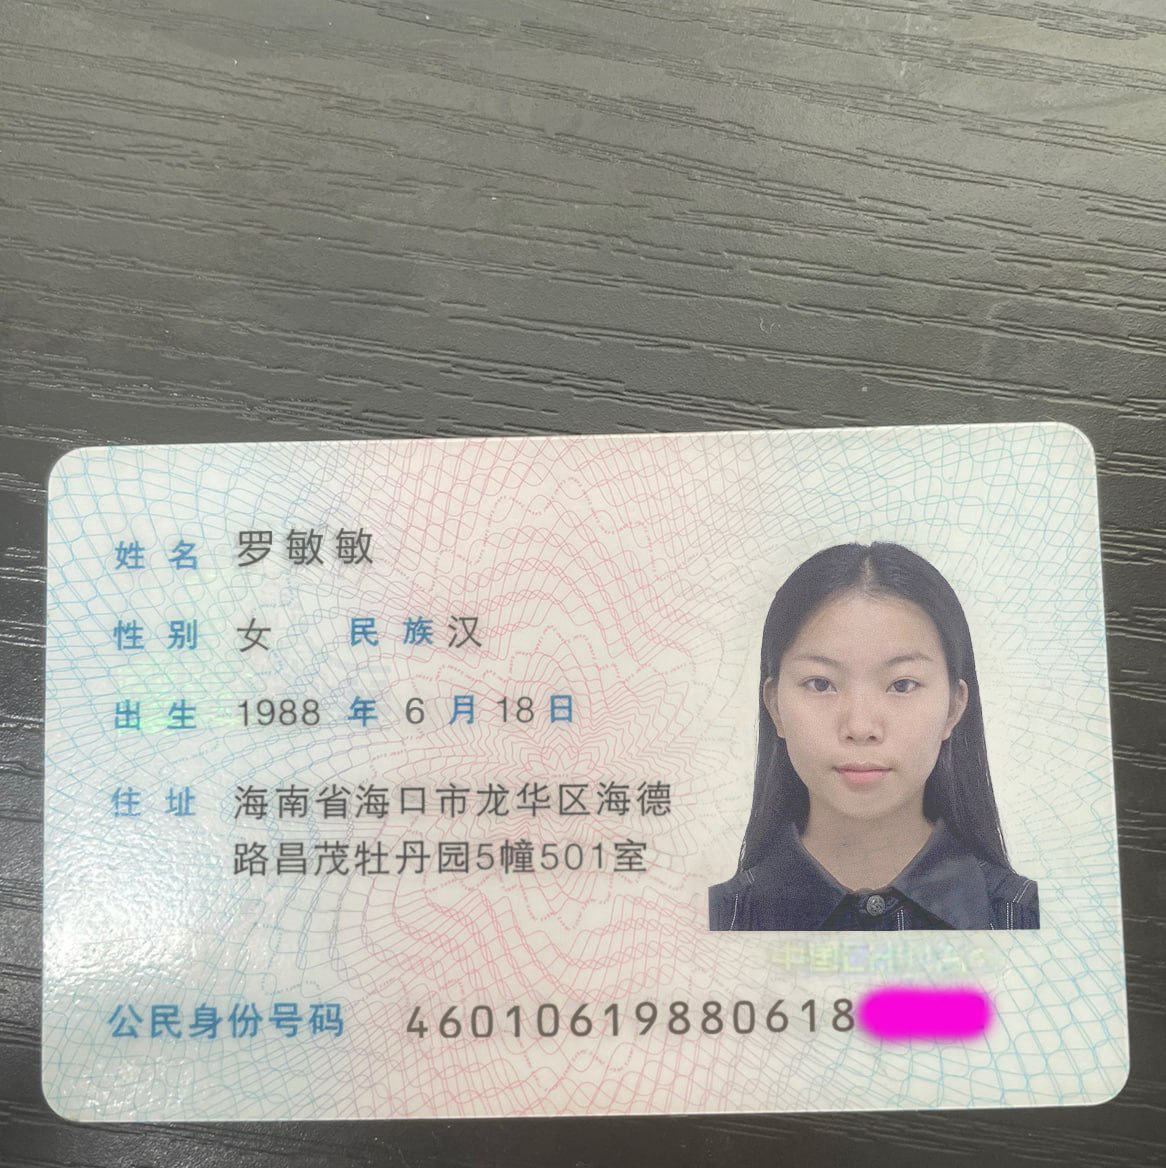 姓名 罗敏敏
性别 女 民族 汉
出生 1988 年 6 月 18 日
住址 海南省海口市龙华区海德
路昌茂牡丹园5幢501室
公民身份号码 46010619880618